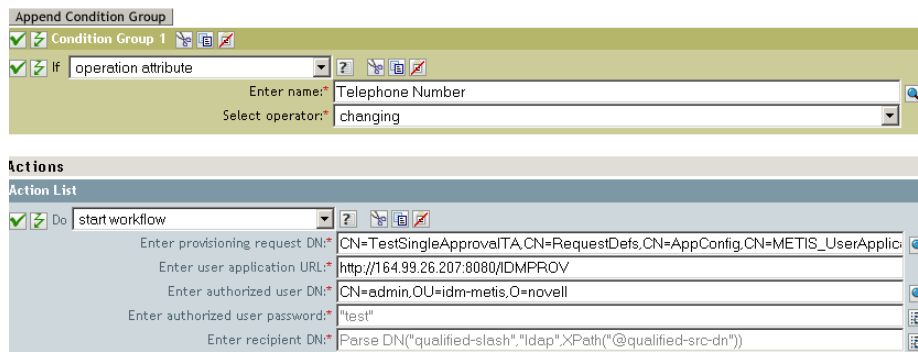 Append Condition Group
Condition Group 1
If operation attribute ?
Enter name:* Telephone Number
Select operator:* changing
Actions
Action List
Do start workflow ?
Enter provisioning request DN:* CN=TestSingleApprovalTA,CN=RequestDefs,CN=AppConfig,CN=METIS_UserApplic
Enter user application URL:* http://164.99.26.207:8080/IDMPROV
Enter authorized user DN:* CN=admin,OU=idm-metis,O=novell
Enter authorized user password:* "test"
Enter recipient DN:* Parse DN("qualified-slash","ldap",XPath("@qualified-src-dn"))